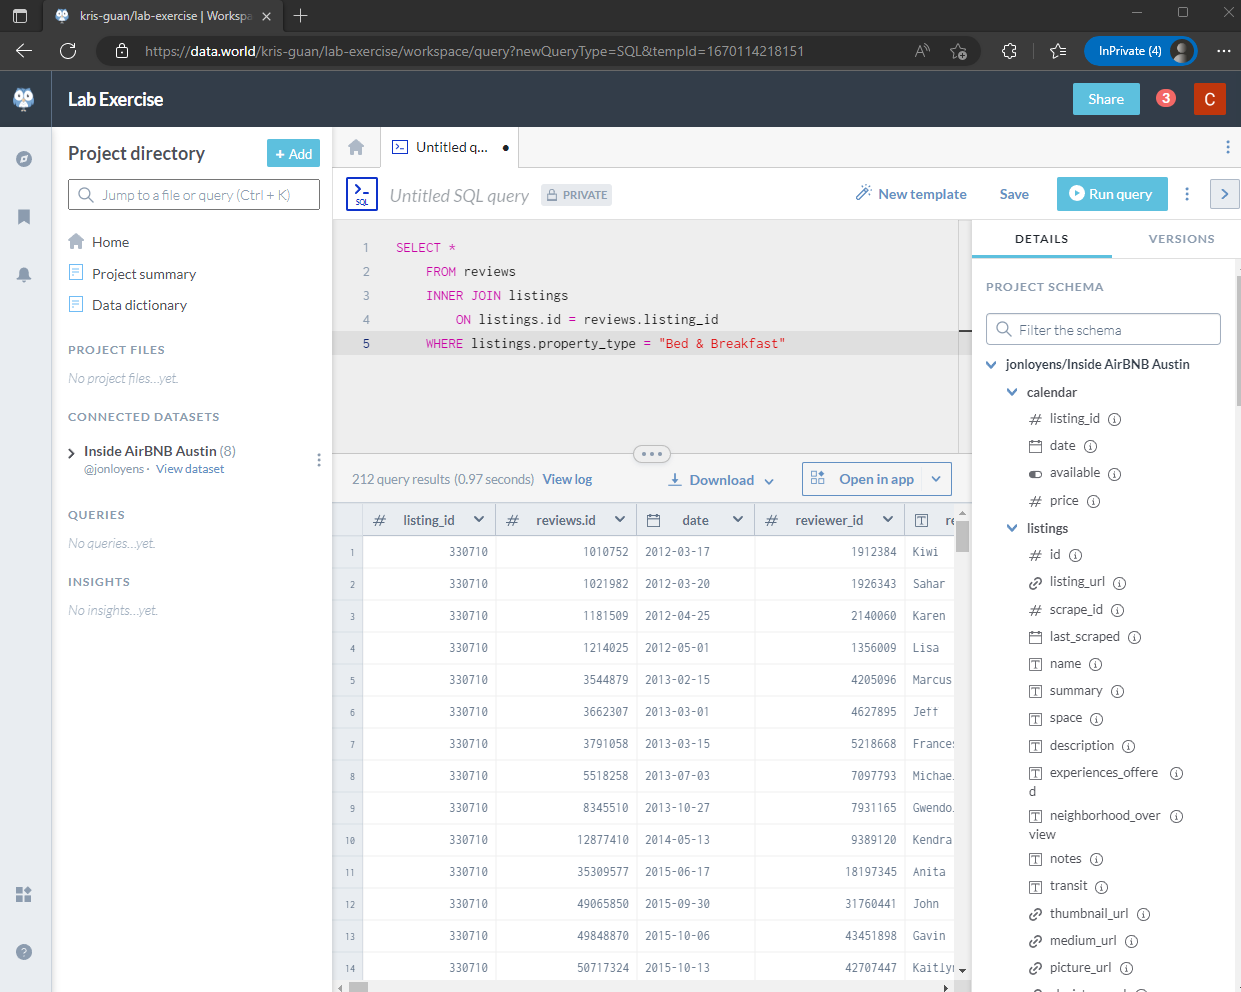 kris-guan/lab-exercise | Workspa
https://data.world/kris-guan/lab-exercise/workspace/query?newQueryType=SQL&tempId=1670114218151
InPrivate (4)
Lab Exercise
Share
3
C
Project directory
+ Add
Jump to a file or query (Ctrl + K)
Home
Project summary
Data dictionary
PROJECT FILES
No project files...yet.
CONNECTED DATASETS
Inside AirBNB Austin (8)
@jonloyens · View dataset
QUERIES
No queries...yet.
INSIGHTS
No insights...yet.
Untitled q...
SQL
Untitled SQL query
PRIVATE
New template
Save
Run query
1 SELECT *
2 FROM reviews
3 INNER JOIN listings
4 ON listings.id = reviews.listing_id
5 WHERE listings.property_type = "Bed & Breakfast"
212 query results (0.97 seconds) View log
Download
Open in app
listing_id reviews.id date reviewer_id re
1 330710 1010752 2012-03-17 1912384 Kiwi
2 330710 1021982 2012-03-20 1926343 Sahar
3 330710 1181509 2012-04-25 2140060 Karen
4 330710 1214025 2012-05-01 1356009 Lisa
5 330710 3544879 2013-02-15 4205096 Marcus
6 330710 3662307 2013-03-01 4627895 Jeff
7 330710 3791058 2013-03-15 5218668 Frances
8 330710 5518258 2013-07-03 7097793 Michae
9 330710 8345510 2013-10-27 7931165 Gwendo
10 330710 12877410 2014-05-13 9389120 Kendra
11 330710 35309577 2015-06-17 18197345 Anita
12 330710 49065850 2015-09-30 31760441 John
13 330710 49848870 2015-10-06 43451898 Gavin
14 330710 50717324 2015-10-13 42707447 Kaitlyn
DETAILS
VERSIONS
PROJECT SCHEMA
Filter the schema
jonloyens/Inside AirBNB Austin
calendar
listing_id
date
available
price
listings
id
listing_url
scrape_id
last_scraped
name
summary
space
description
experiences_offere
d
neighborhood_over
view
notes
transit
thumbnail_url
medium_url
picture_url